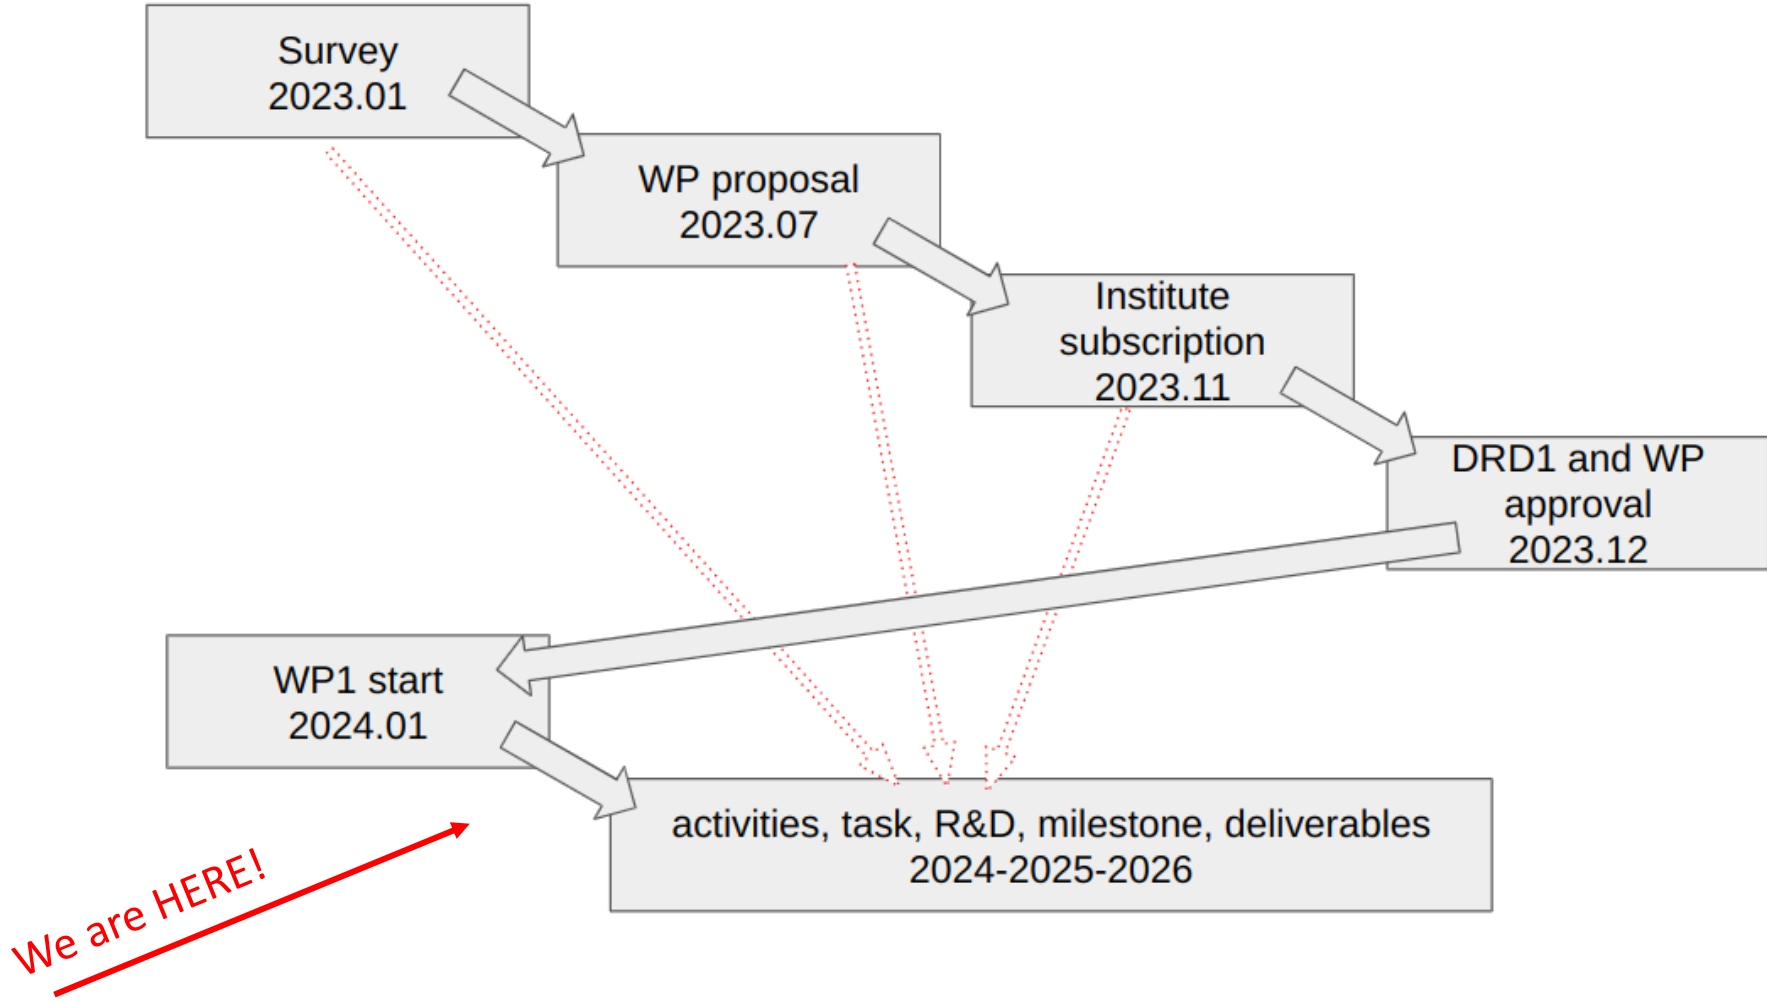 Survey
2023.01
WP proposal
2023.07
Institute
subscription
2023.11
DRD1 and WP
approval
2023.12
WP1 start
2024.01
activities, task, R&D, milestone, deliverables
2024-2025-2026
We are HERE!